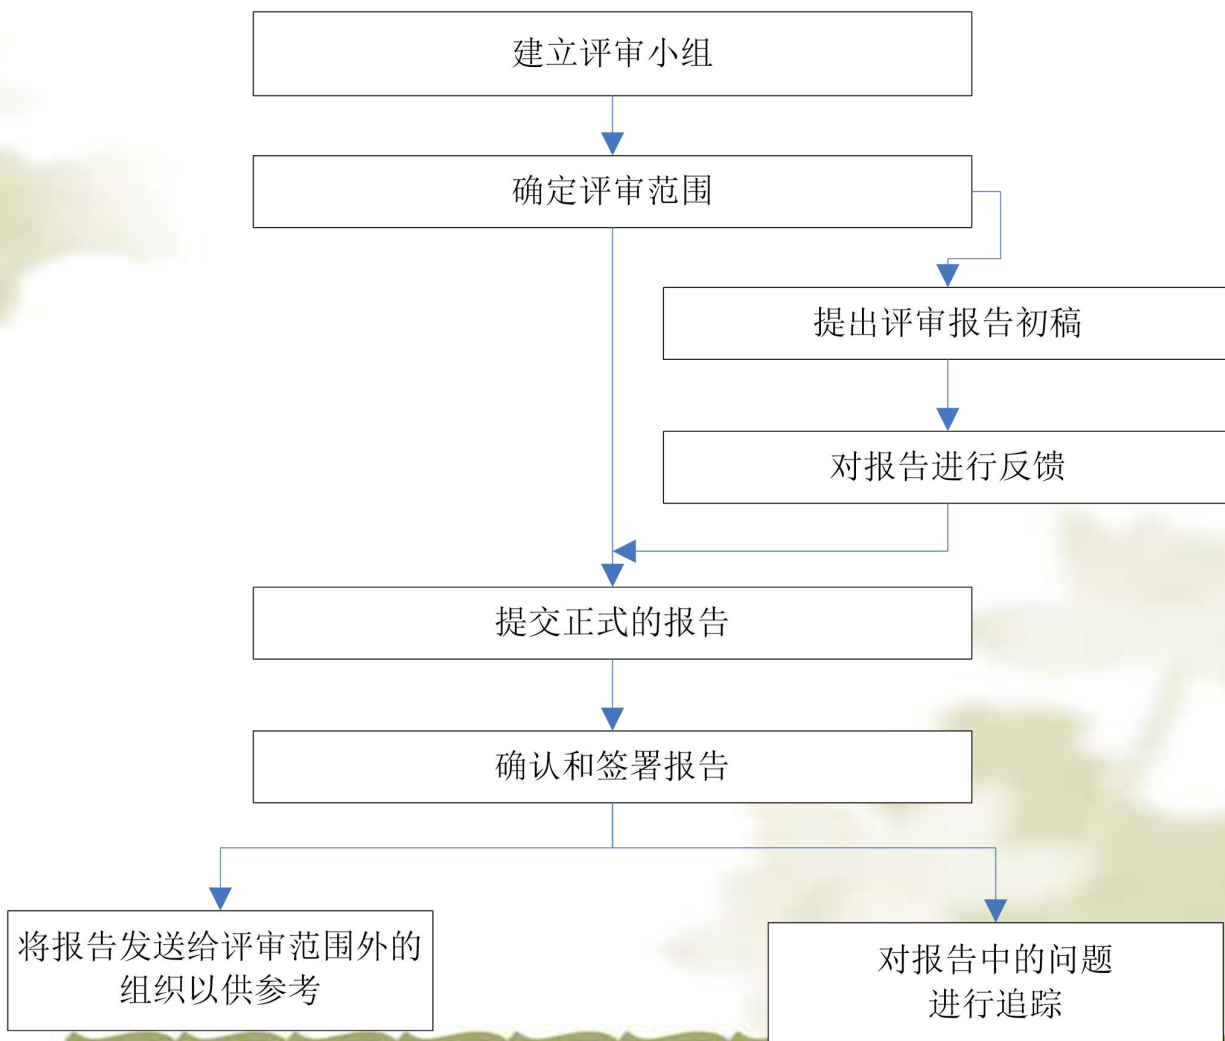 建立评审小组
确定评审范围
提出评审报告初稿
对报告进行反馈
提交正式的报告
确认和签署报告
将报告发送给评审范围外的
组织以供参考
对报告中的问题
进行追踪